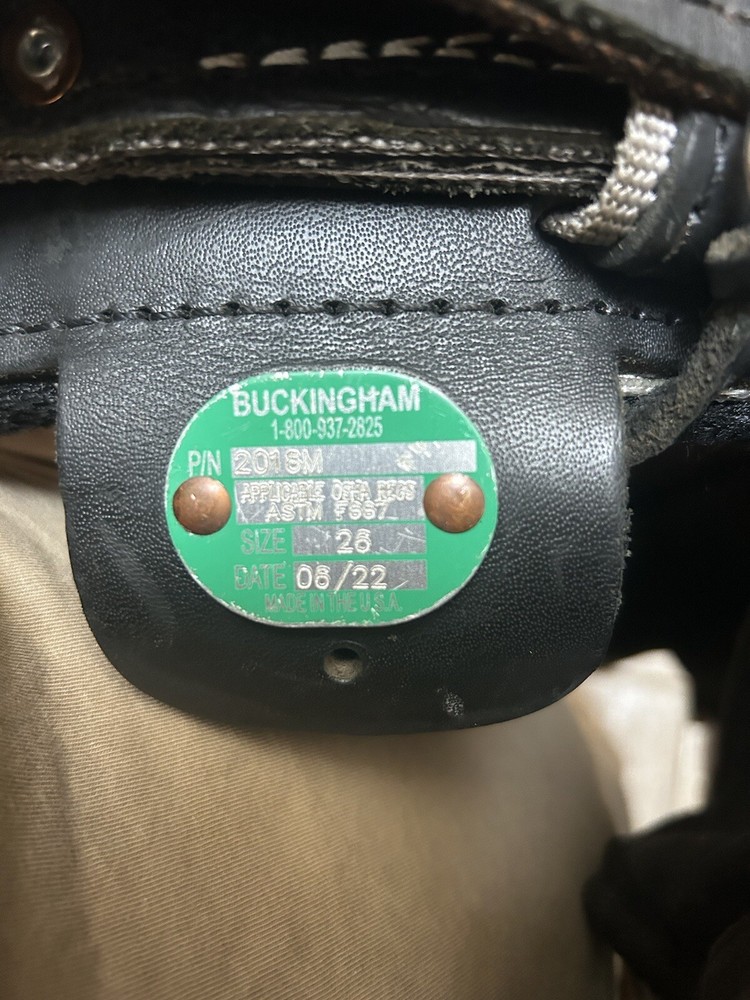 BUCKINGHAM
1-800-937-2825
P/N 2018M
APPLICABLE OSHA REGS
ASTM F887
SIZE 26
DATE 06/22
MADE IN THE U.S.A.